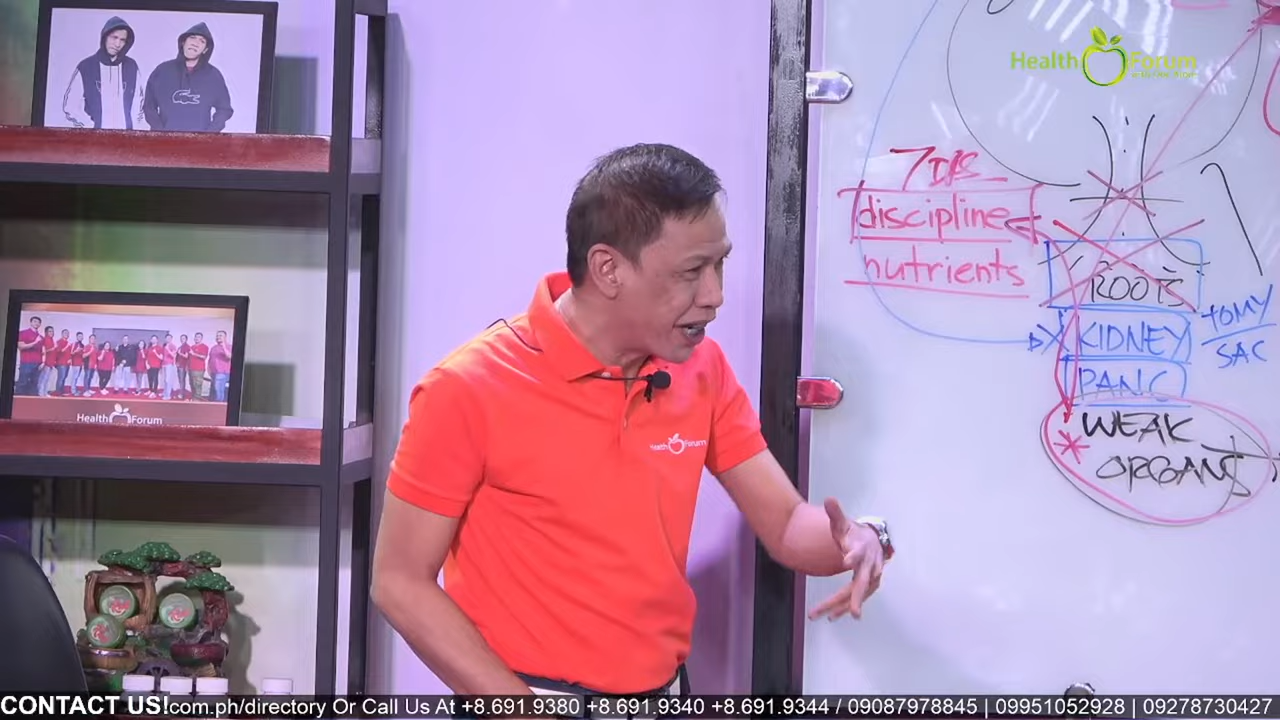 Health Forum
7 D/S
discipline
nutrients
ROOTS
KIDNEY
TOMY
SAC
PANC
WEAK
ORGANS
Health Forum
Health Forum
CONTACT US! com.ph/directory Or Call Us At +8.691.9380 +8.691.9340 +8.691.9344 / 09087978845 | 09951052928 | 09278730427